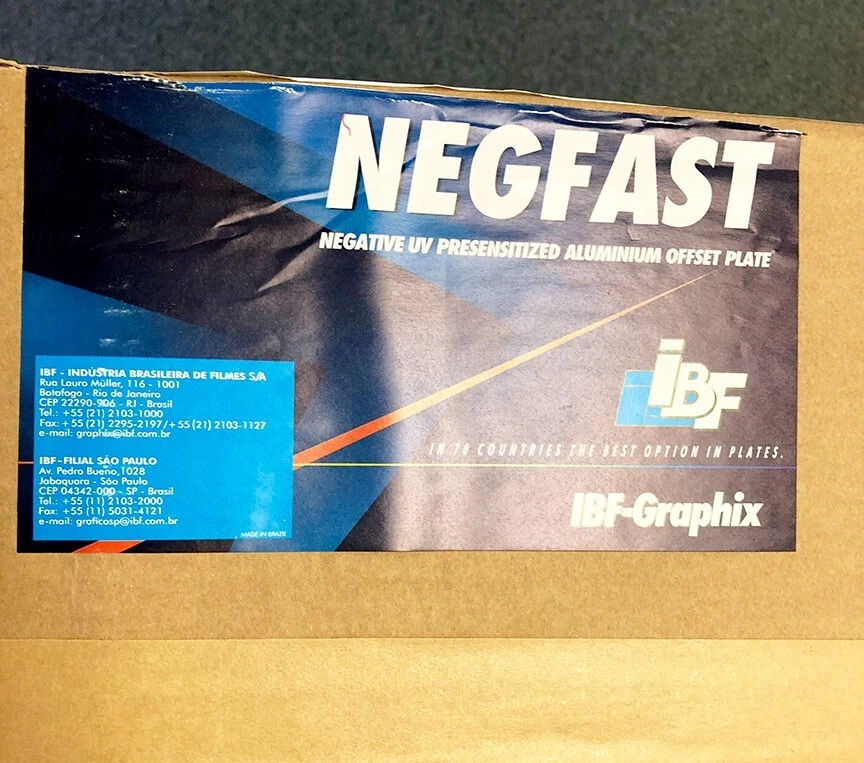 NEGFAST
NEGATIVE UV PRESENSITIZED ALUMINIUM OFFSET PLATE
IBF - INDÚSTRIA BRASILEIRA DE FILMES S/A
Rua Lauro Müller, 116 - 1001
Botafogo - Rio de Janeiro
CEP 22290-906 - RJ - Brasil
Tel.: +55 (21) 2103-1000
Fax: +55 (21) 2295-2197/+55 (21) 2103-1127
e-mail: graphix@ibf.com.br
IBF-FILIAL SÃO PAULO
Av. Pedro Bueno,1028
Jabaquara - São Paulo
CEP 04342-000 - SP - Brasil
Tel.: +55 (11) 2103-2000
Fax: +55 (11) 5031-4121
e-mail: graficosp@ibf.com.br
MADE IN BRAZIL
iBF
IN 70 COUNTRIES THE BEST OPTION IN PLATES.
IBF-Graphix